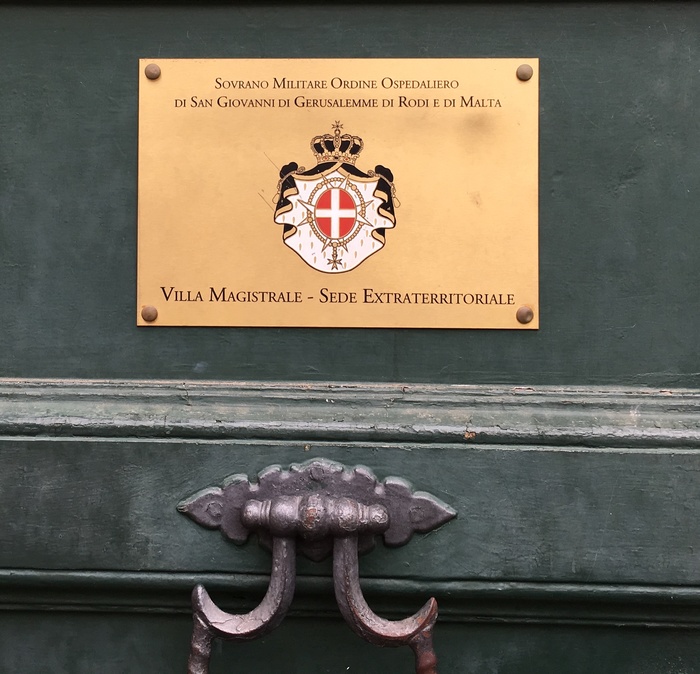 Sovrano Militare Ordine Ospedaliero
di San Giovanni di Gerusalemme di Rodi e di Malta
Villa Magistrale - Sede Extraterritoriale